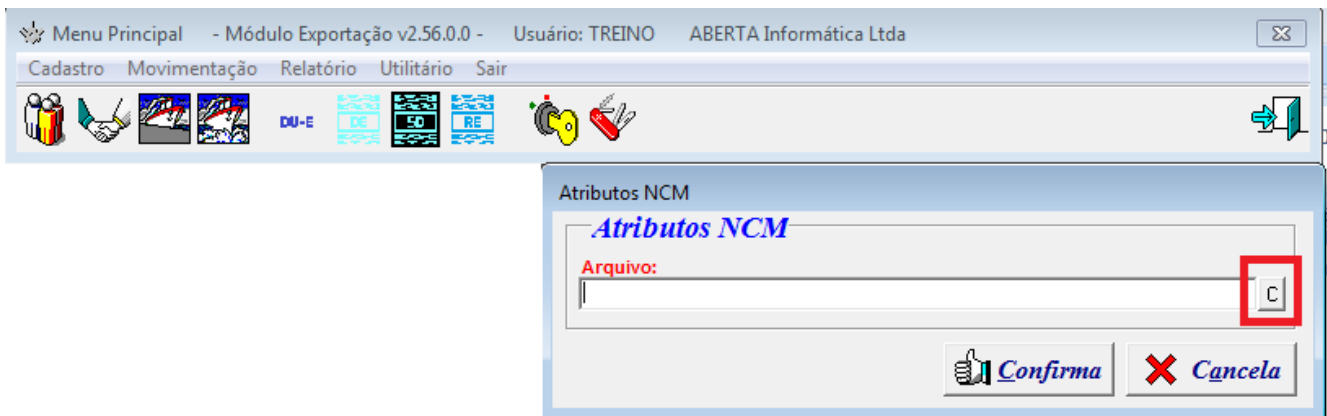 Menu Principal - Módulo Exportação v2.56.0.0 - Usuário: TREINO ABERTA Informática Ltda
Cadastro Movimentação Relatório Utilitário Sair
DU-E DE SD RE
Atributos NCM
Atributos NCM
Arquivo:
C
Confirma Cancela